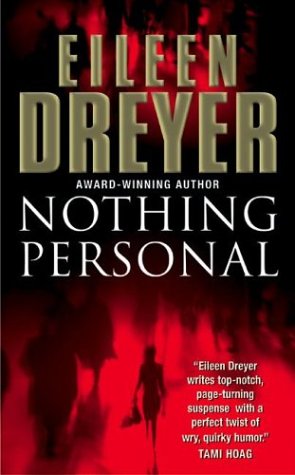 EILEEN
DREYER
AWARD-WINNING AUTHOR
NOTHING
PERSONAL
"Eileen Dreyer
writes top-notch,
page-turning
suspense with a
perfect twist of
wry, quirky humor."
TAMI HOAG